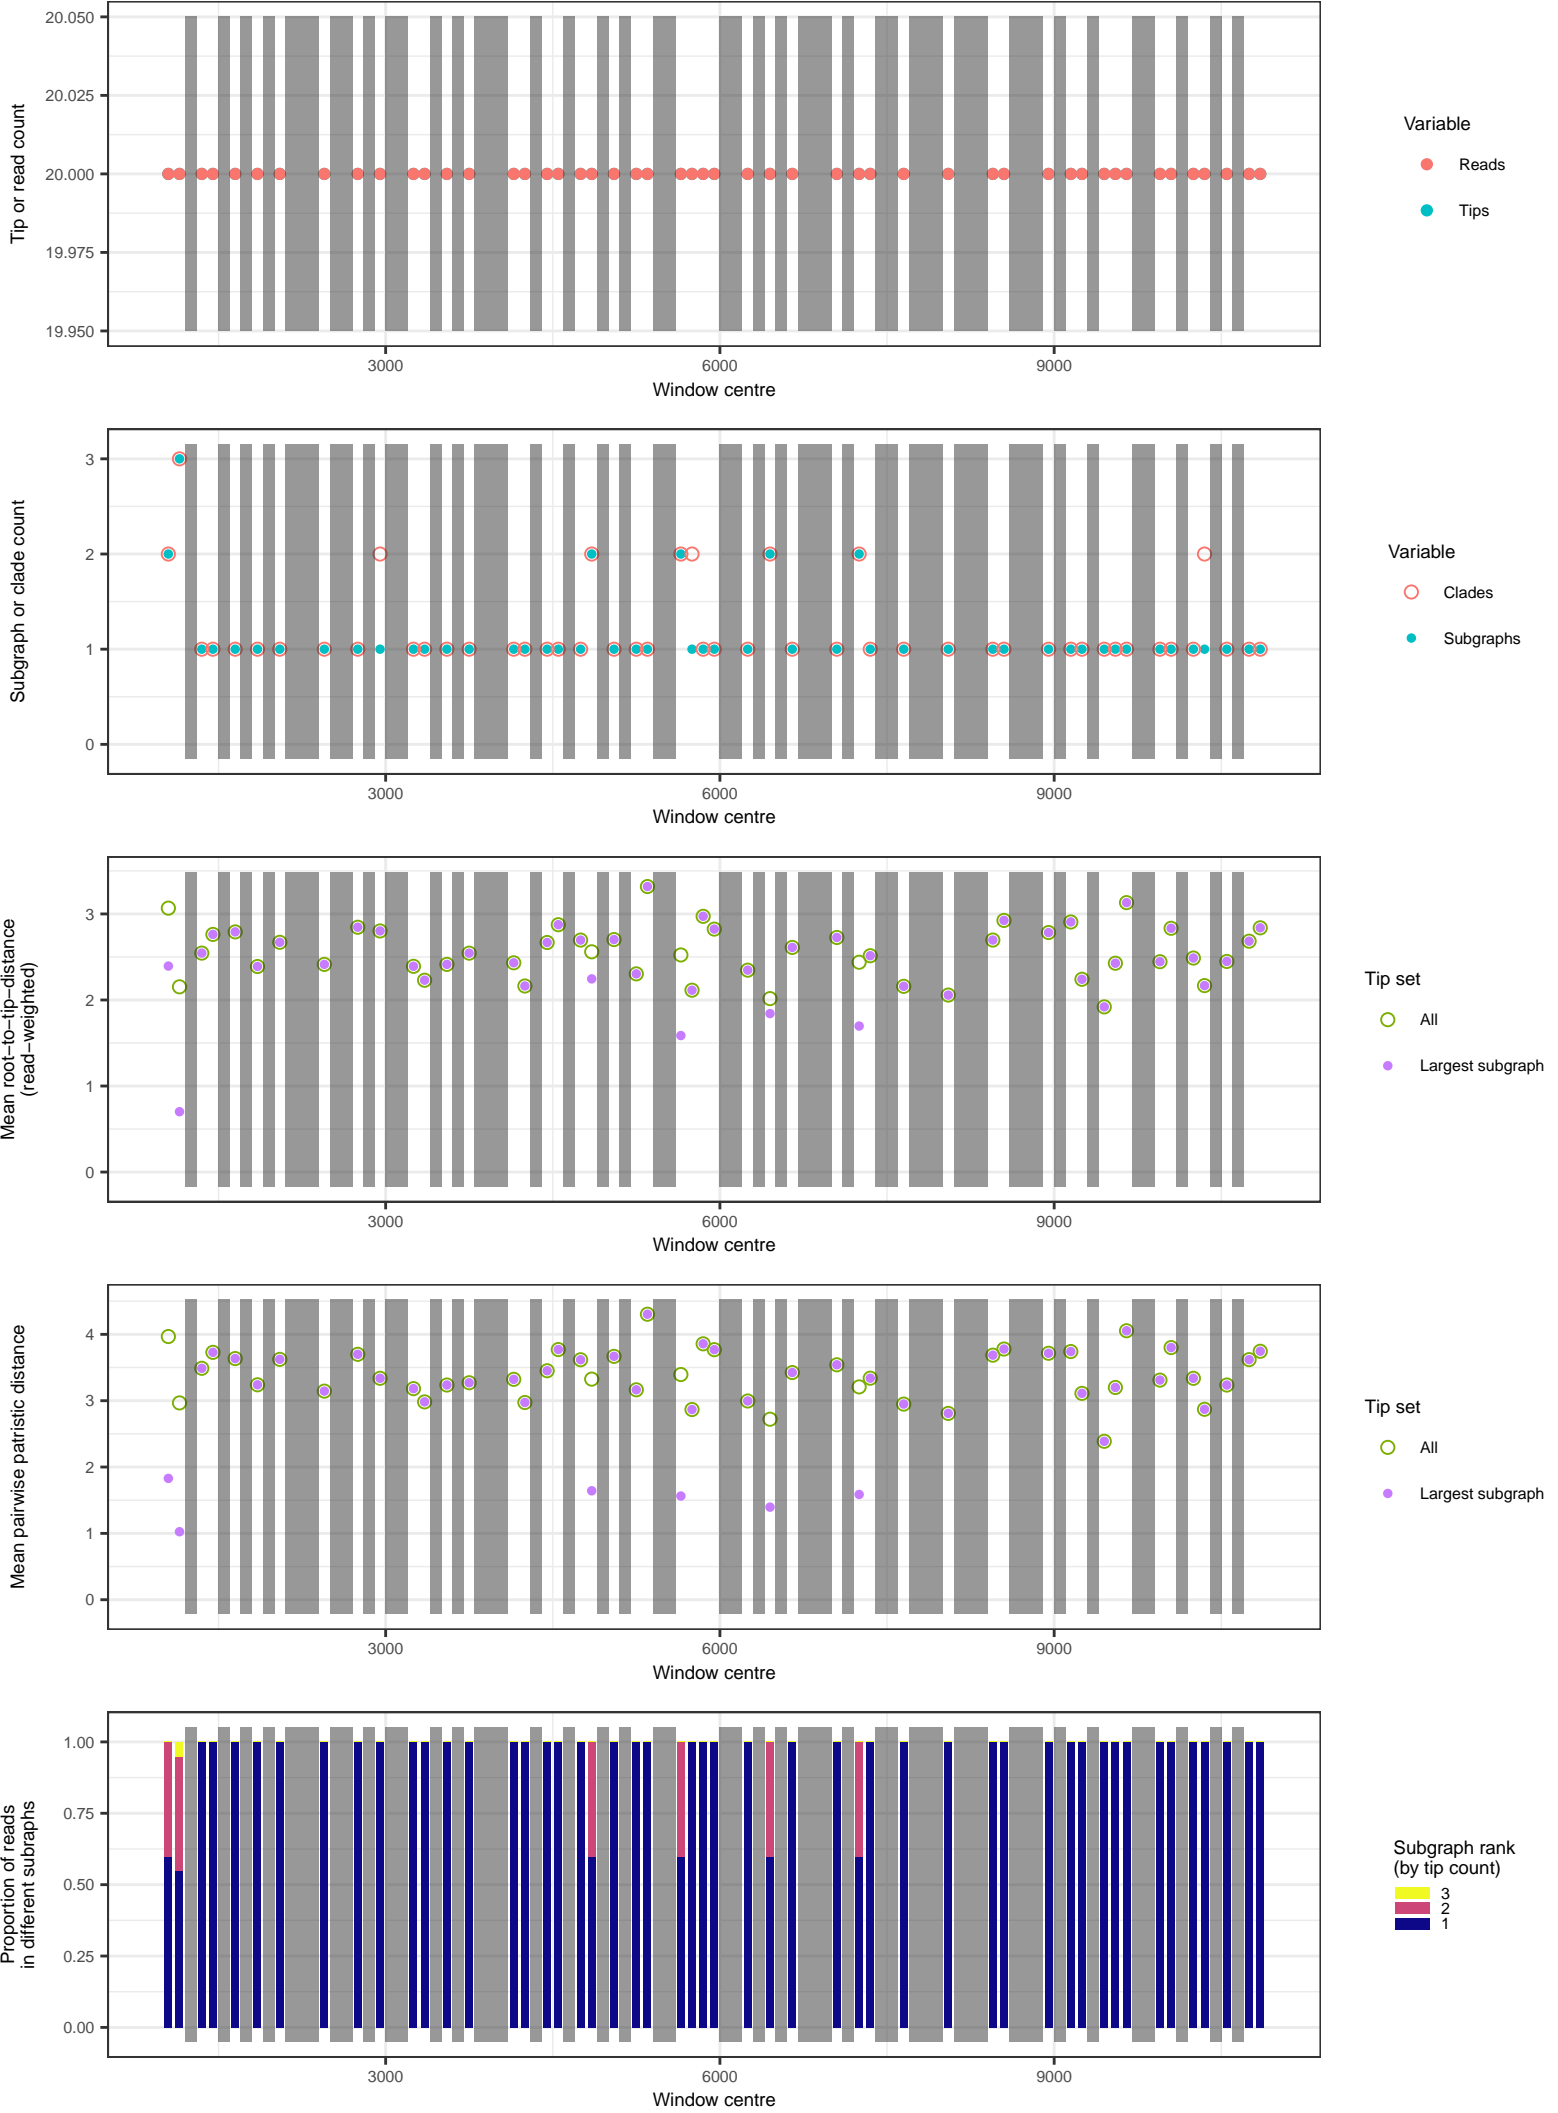 20.050
20.025
20.000
19.975
19.950
Tip or read count
3000
6000
9000
Window centre
Variable
Reads
Tips
3
2
1
0
Subgraph or clade count
3000
6000
9000
Window centre
Variable
Clades
Subgraphs
3
2
1
0
Mean root−to−tip−distance
(read−weighted)
3000
6000
9000
Window centre
Tip set
All
Largest subgraph
4
3
2
1
0
Mean pairwise patristic distance
3000
6000
9000
Window centre
Tip set
All
Largest subgraph
1.00
0.75
0.50
0.25
0.00
Proportion of reads
in different subraphs
3000
6000
9000
Window centre
Subgraph rank
(by tip count)
3
2
1